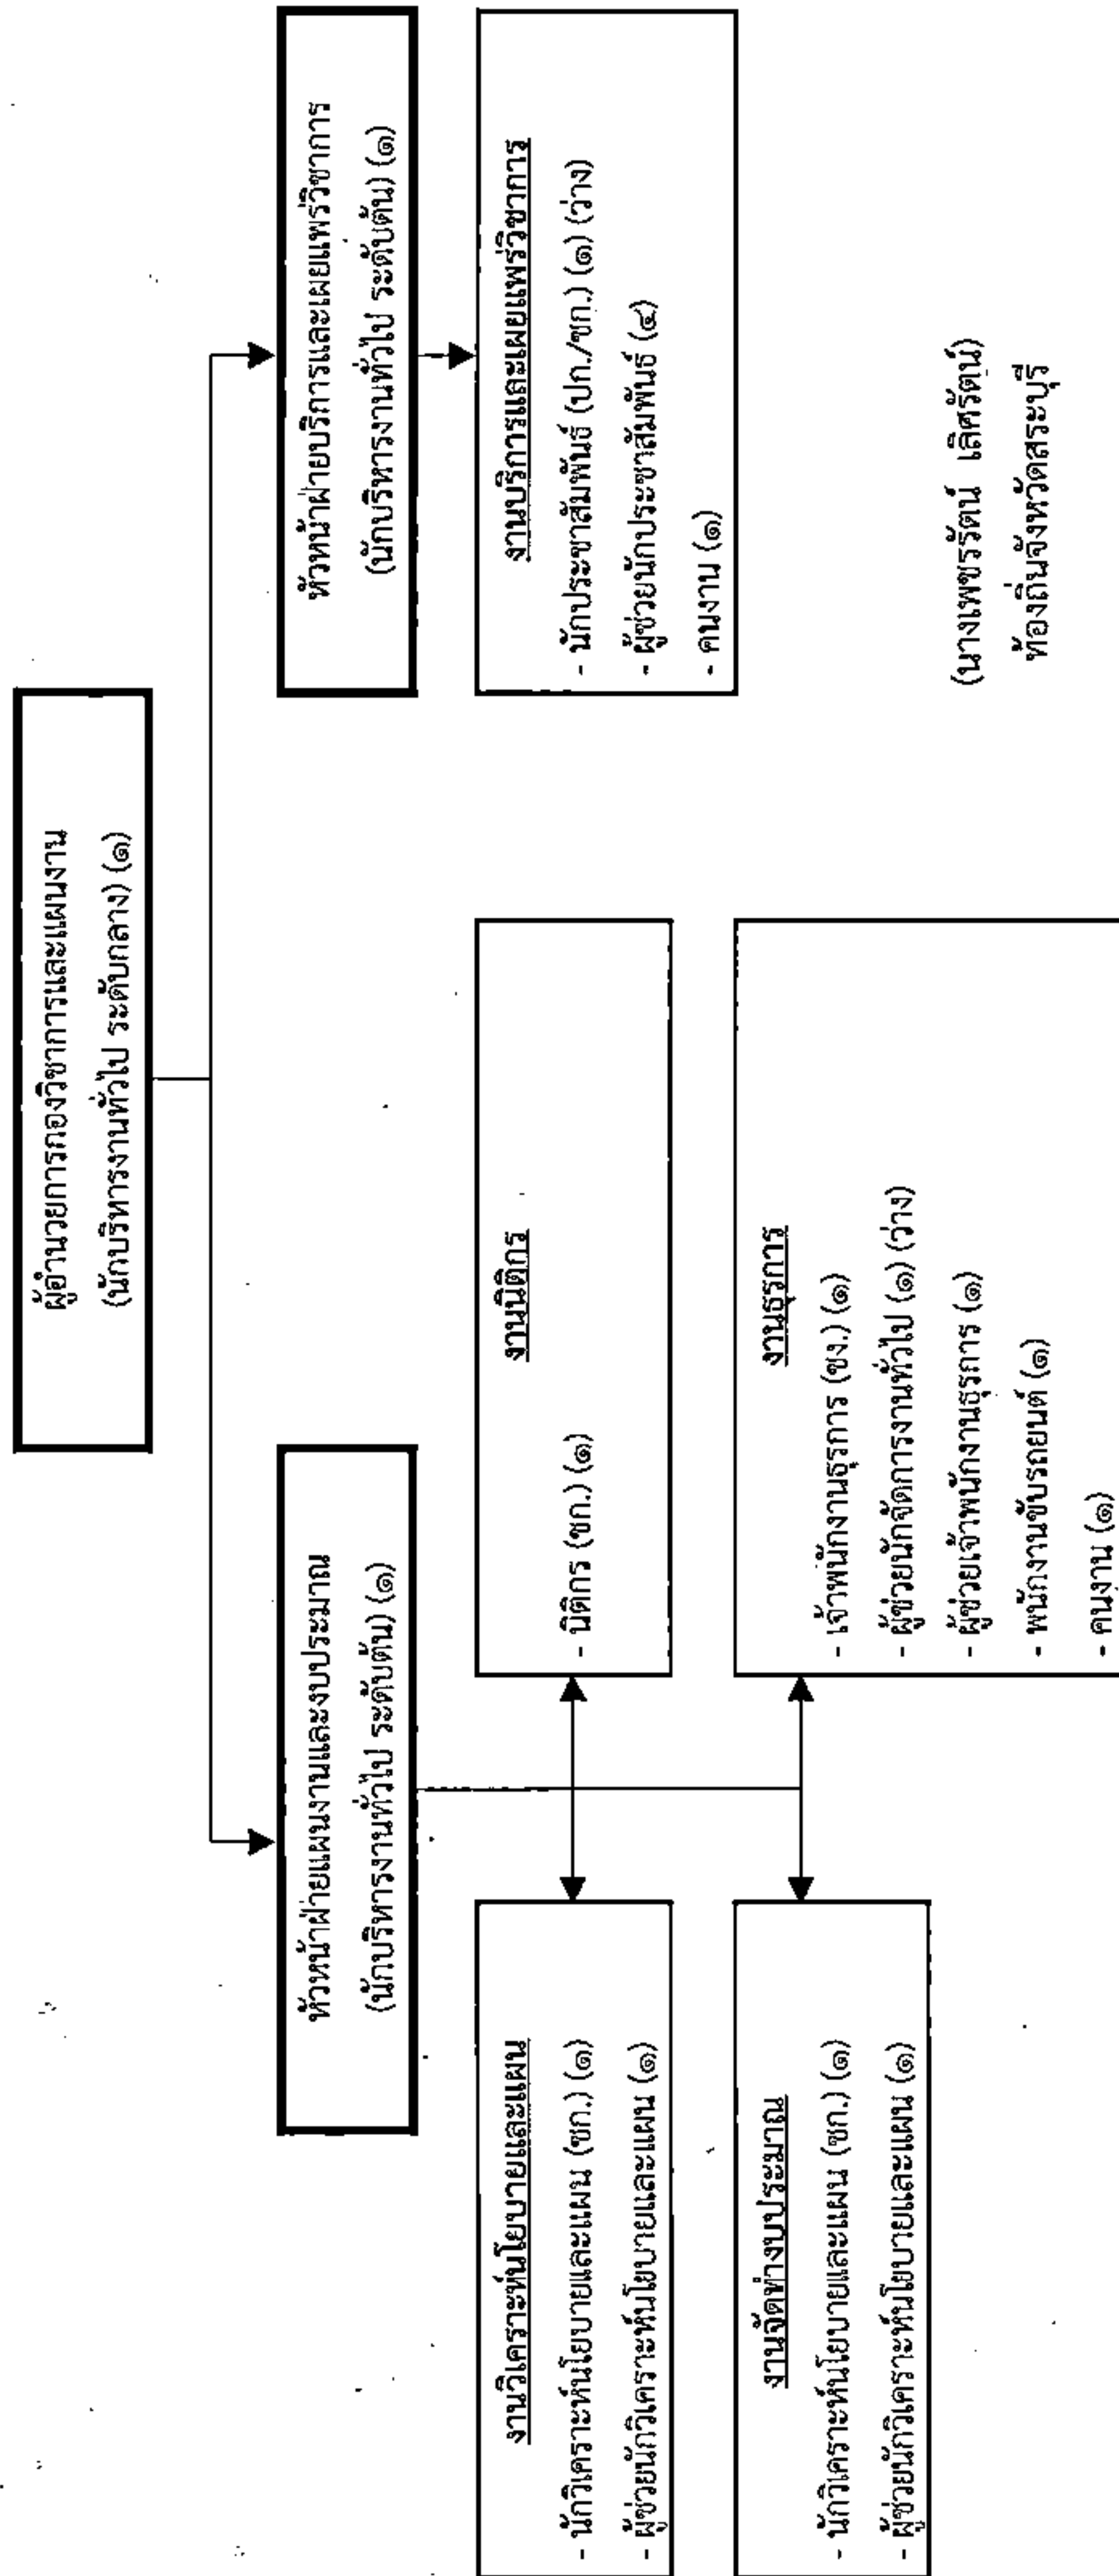 ผู้อำนวยการกองวิชาการและแผนงาน
(นักบริหารงานทั่วไป ระดับกลาง) (๑)
หัวหน้าฝ่ายแผนงานและงบประมาณ
(นักบริหารงานทั่วไป ระดับต้น) (๑)
หัวหน้าฝ่ายบริการและเผยแพร่วิชาการ
(นักบริหารงานทั่วไป ระดับต้น) (๑)
งานวิเคราะห์นโยบายและแผน
- นักวิเคราะห์นโยบายและแผน (ชก.) (๑)
- ผู้ช่วยนักวิเคราะห์นโยบายและแผน (๑)
งานนิติกร
- นิติกร (ชก.) (๑)
งานบริการและเผยแพร่วิชาการ
- นักประชาสัมพันธ์ (ปก./ชก.) (๑) (ว่าง)
- ผู้ช่วยนักประชาสัมพันธ์ (๔)
- คนงาน (๑)
งานจัดทำงบประมาณ
- นักวิเคราะห์นโยบายและแผน (ชก.) (๑)
- ผู้ช่วยนักวิเคราะห์นโยบายและแผน (๑)
งานธุรการ
- เจ้าพนักงานธุรการ (ชง.) (๑)
- ผู้ช่วยนักจัดการงานทั่วไป (๑) (ว่าง)
- ผู้ช่วยเจ้าพนักงานธุรการ (๑)
- พนักงานขับรถยนต์ (๑)
- คนงาน (๑)
(นางเพชรรัตน์ เลิศรัตน์)
ท้องถิ่นจังหวัดสระบุรี